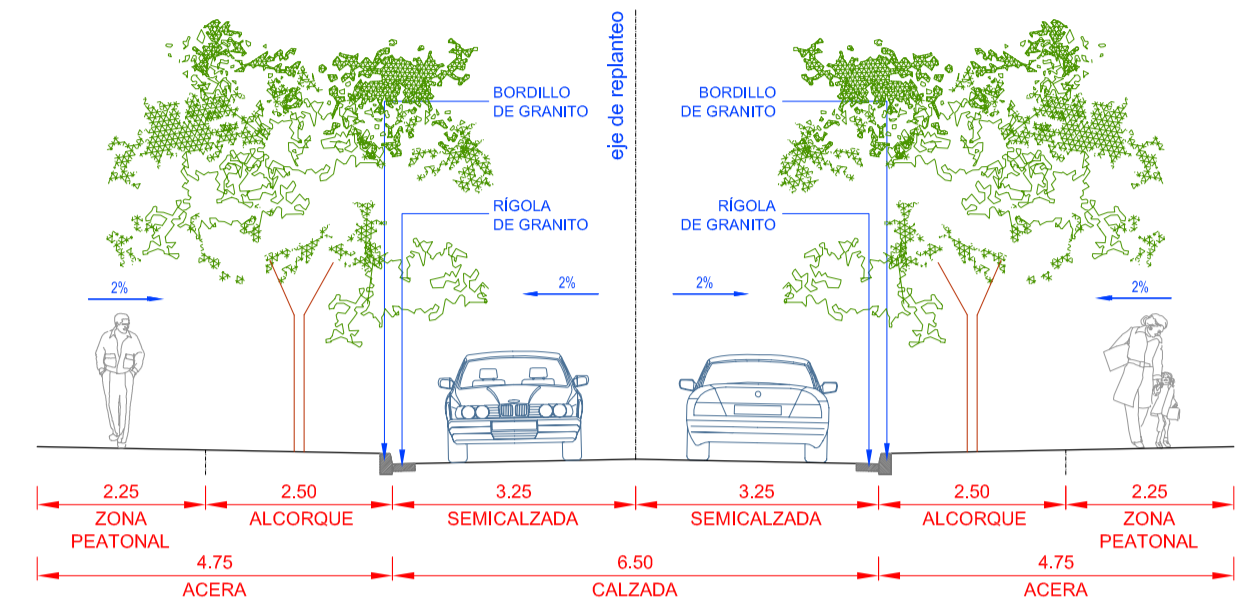 eje de replanteo
BORDILLO
DE GRANITO
BORDILLO
DE GRANITO
RÍGOLA
DE GRANITO
RÍGOLA
DE GRANITO
2%
2%
2%
2%
2.25
2.50
3.25
3.25
2.50
2.25
ZONA
PEATONAL
ALCORQUE
SEMICALZADA
SEMICALZADA
ALCORQUE
ZONA
PEATONAL
4.75
6.50
4.75
ACERA
CALZADA
ACERA